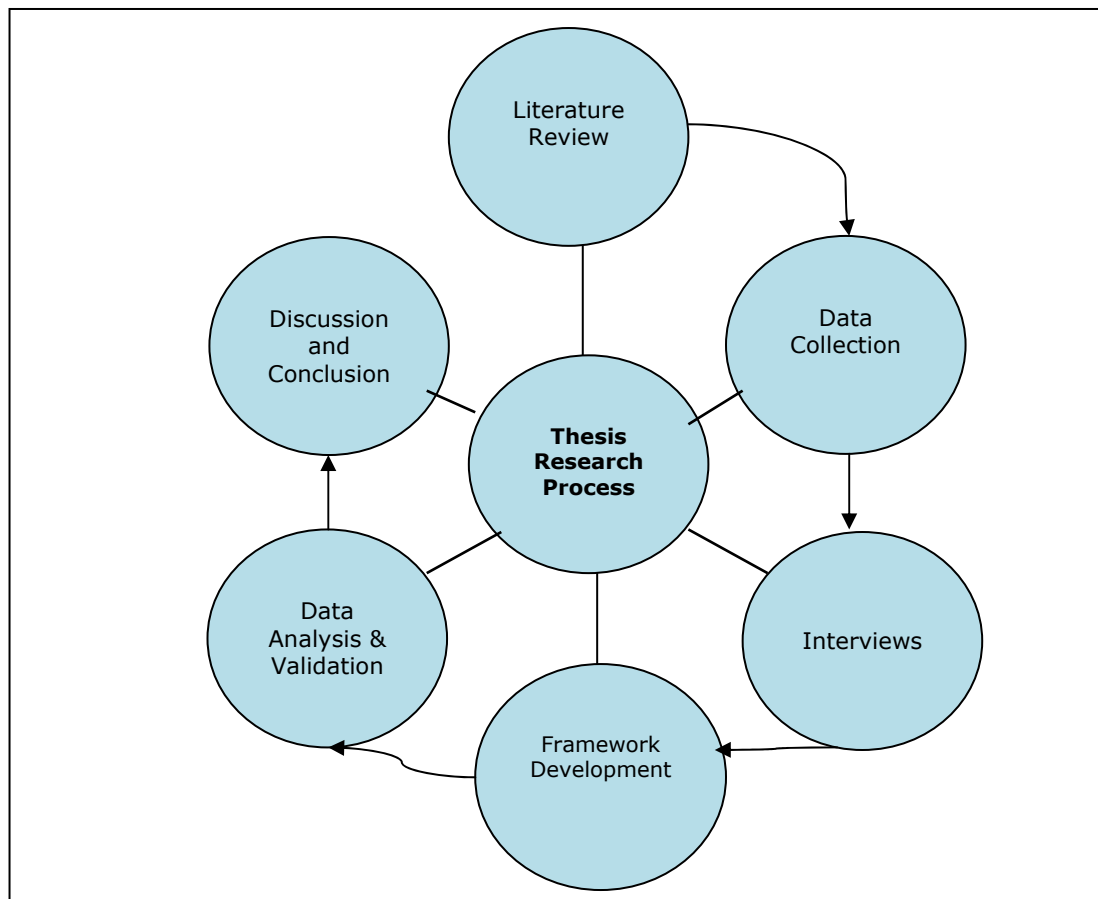 Literature
Review
Data
Collection
Interviews
Framework
Development
Data
Analysis &
Validation
Discussion
and
Conclusion
Thesis
Research
Process